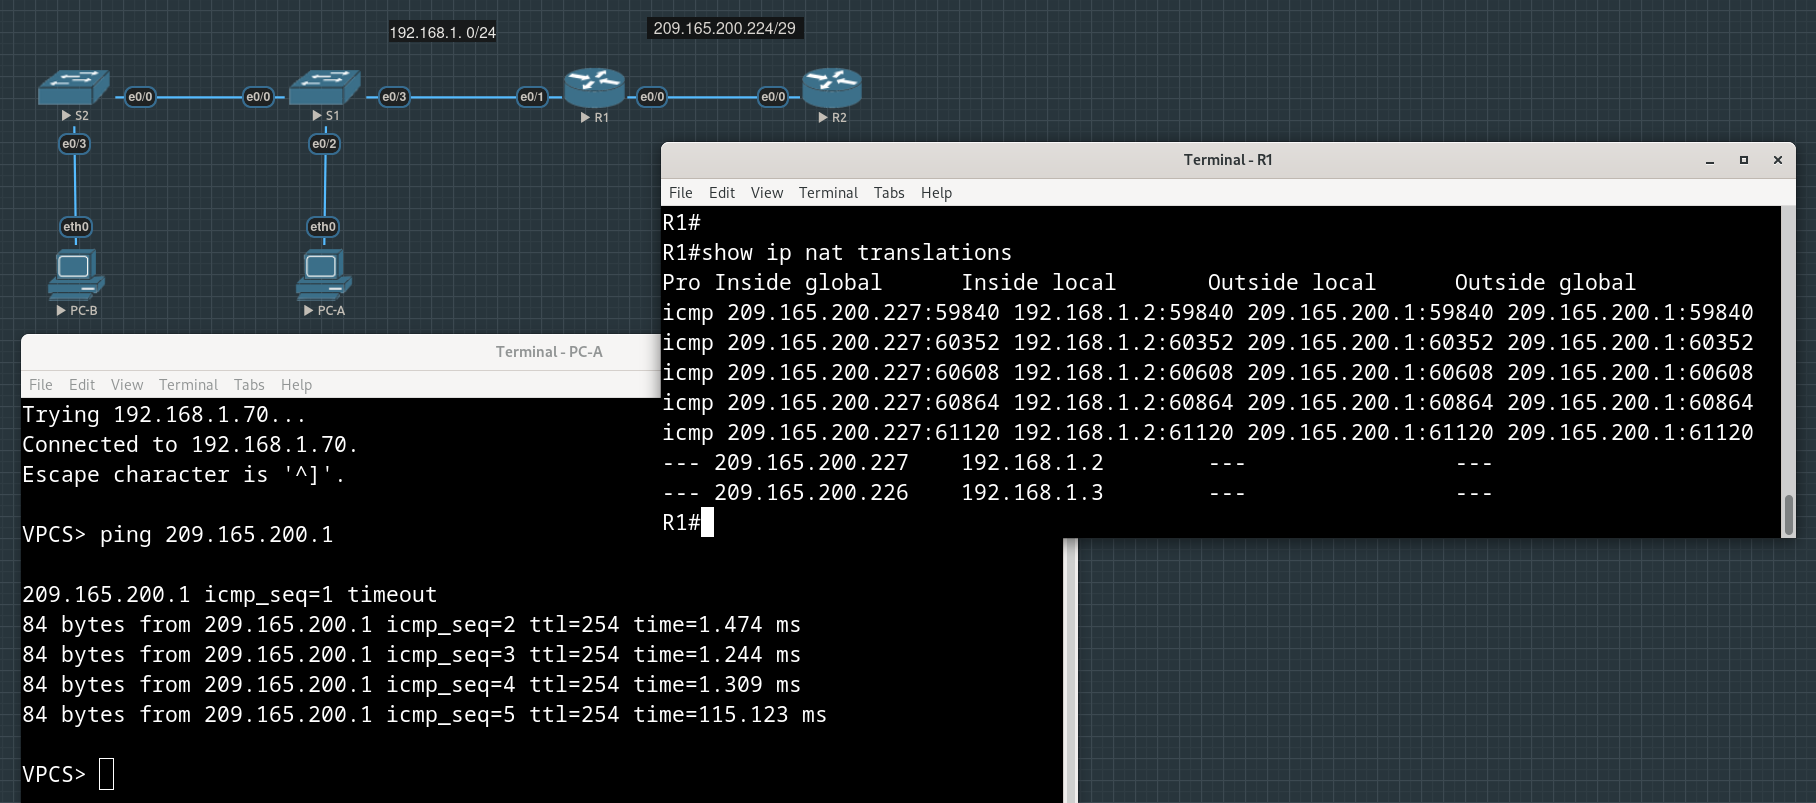 192.168.1. 0/24
209.165.200.224/29
e0/0
e0/0
e0/3
e0/1
e0/0
e0/0
S2
S1
R1
R2
e0/3
e0/2
eth0
eth0
PC-B
PC-A
Terminal - R1
File Edit View Terminal Tabs Help
R1#
R1#show ip nat translations
Pro Inside global      Inside local       Outside local      Outside global
icmp 209.165.200.227:59840 192.168.1.2:59840 209.165.200.1:59840 209.165.200.1:59840
icmp 209.165.200.227:60352 192.168.1.2:60352 209.165.200.1:60352 209.165.200.1:60352
icmp 209.165.200.227:60608 192.168.1.2:60608 209.165.200.1:60608 209.165.200.1:60608
icmp 209.165.200.227:60864 192.168.1.2:60864 209.165.200.1:60864 209.165.200.1:60864
icmp 209.165.200.227:61120 192.168.1.2:61120 209.165.200.1:61120 209.165.200.1:61120
--- 209.165.200.227    192.168.1.2        ---                ---
--- 209.165.200.226    192.168.1.3        ---                ---
R1#
Terminal - PC-A
File Edit View Terminal Tabs Help
Trying 192.168.1.70...
Connected to 192.168.1.70.
Escape character is '^]'.
VPCS> ping 209.165.200.1
209.165.200.1 icmp_seq=1 timeout
84 bytes from 209.165.200.1 icmp_seq=2 ttl=254 time=1.474 ms
84 bytes from 209.165.200.1 icmp_seq=3 ttl=254 time=1.244 ms
84 bytes from 209.165.200.1 icmp_seq=4 ttl=254 time=1.309 ms
84 bytes from 209.165.200.1 icmp_seq=5 ttl=254 time=115.123 ms
VPCS>